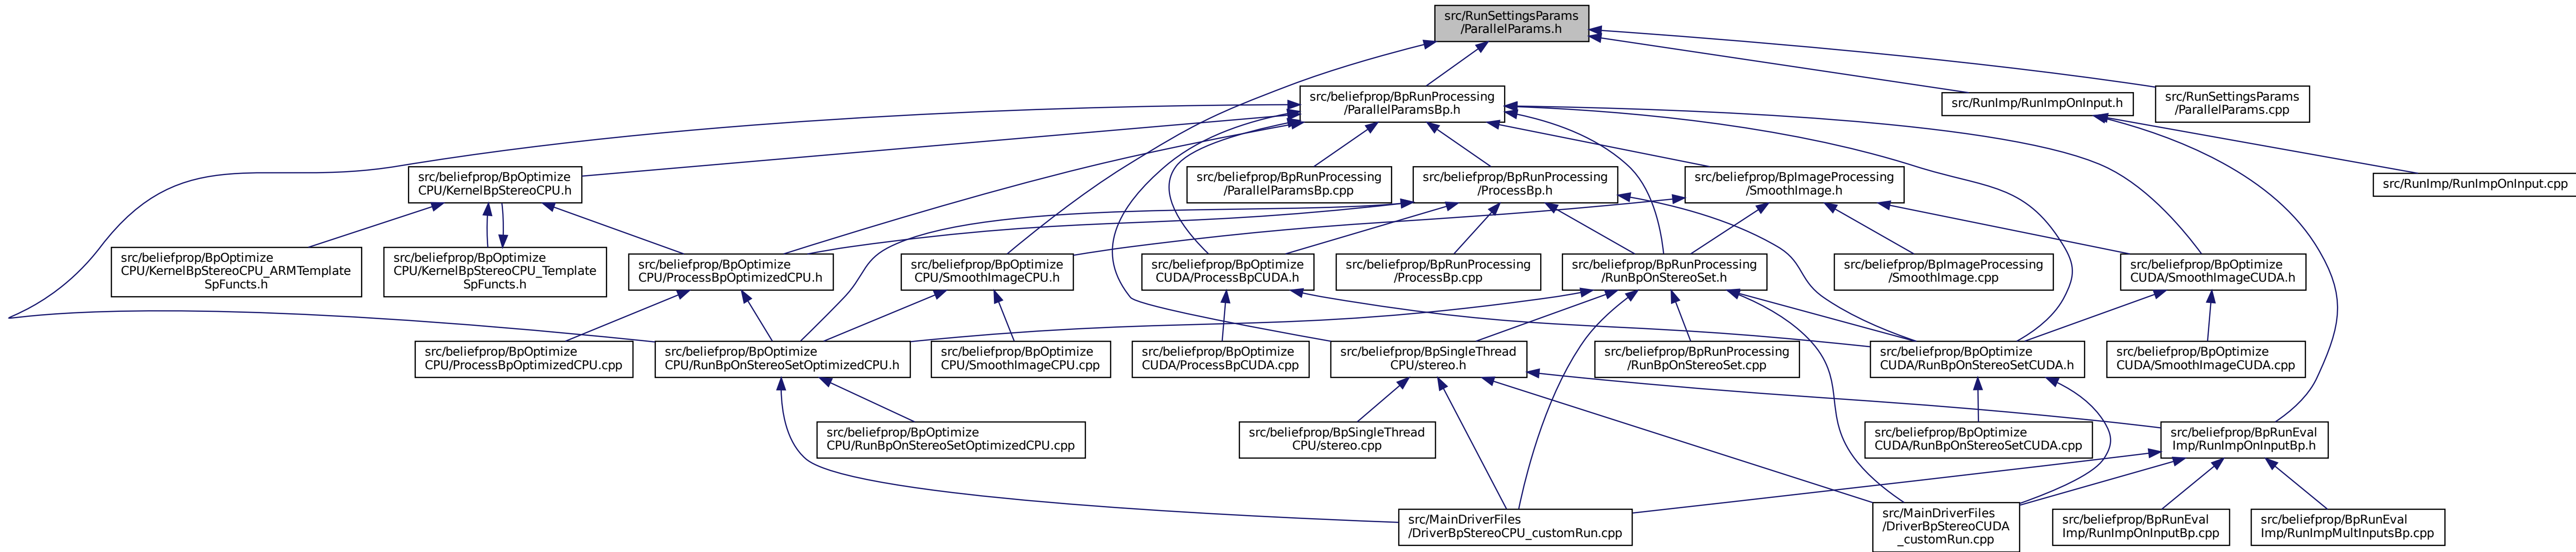 src/RunSettingsParams
/ParallelParams.h
src/beliefprop/BpRunProcessing
/ParallelParamsBp.h
src/RunImp/RunImpOnInput.h
src/RunSettingsParams
/ParallelParams.cpp
src/beliefprop/BpOptimize
CPU/KernelBpStereoCPU.h
src/beliefprop/BpRunProcessing
/ParallelParamsBp.cpp
src/beliefprop/BpRunProcessing
/ProcessBp.h
src/beliefprop/BpImageProcessing
/SmoothImage.h
src/RunImp/RunImpOnInput.cpp
src/beliefprop/BpOptimize
CPU/KernelBpStereoCPU_ARMTemplate
SpFuncts.h
src/beliefprop/BpOptimize
CPU/KernelBpStereoCPU_Template
SpFuncts.h
src/beliefprop/BpOptimize
CPU/ProcessBpOptimizedCPU.h
src/beliefprop/BpOptimize
CPU/SmoothImageCPU.h
src/beliefprop/BpOptimize
CUDA/ProcessBpCUDA.h
src/beliefprop/BpRunProcessing
/ProcessBp.cpp
src/beliefprop/BpRunProcessing
/RunBpOnStereoSet.h
src/beliefprop/BpImageProcessing
/SmoothImage.cpp
src/beliefprop/BpOptimize
CUDA/SmoothImageCUDA.h
src/beliefprop/BpOptimize
CPU/ProcessBpOptimizedCPU.cpp
src/beliefprop/BpOptimize
CPU/RunBpOnStereoSetOptimizedCPU.h
src/beliefprop/BpOptimize
CPU/SmoothImageCPU.cpp
src/beliefprop/BpOptimize
CUDA/ProcessBpCUDA.cpp
src/beliefprop/BpSingleThread
CPU/stereo.h
src/beliefprop/BpRunProcessing
/RunBpOnStereoSet.cpp
src/beliefprop/BpOptimize
CUDA/RunBpOnStereoSetCUDA.h
src/beliefprop/BpOptimize
CUDA/SmoothImageCUDA.cpp
src/beliefprop/BpOptimize
CPU/RunBpOnStereoSetOptimizedCPU.cpp
src/beliefprop/BpSingleThread
CPU/stereo.cpp
src/beliefprop/BpOptimize
CUDA/RunBpOnStereoSetCUDA.cpp
src/beliefprop/BpRunEval
Imp/RunImpOnInputBp.h
src/MainDriverFiles
/DriverBpStereoCPU_customRun.cpp
src/MainDriverFiles
/DriverBpStereoCUDA
_customRun.cpp
src/beliefprop/BpRunEval
Imp/RunImpOnInputBp.cpp
src/beliefprop/BpRunEval
Imp/RunImpMultInputsBp.cpp